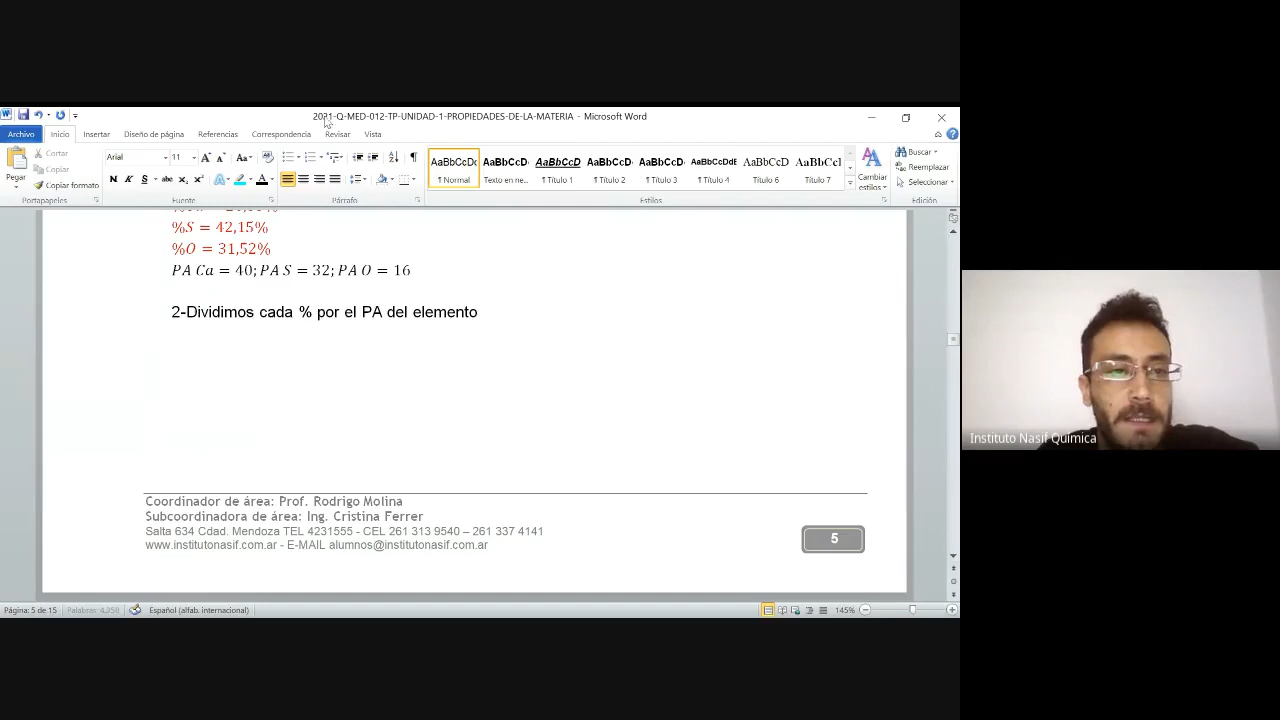 2021-Q-MED-012-TP-UNIDAD-1-PROPIEDADES-DE-LA-MATERIA - Microsoft Word
Archivo Inicio Insertar Diseño de página Referencias Correspondencia Revisar Vista
Pegar
Cortar
Copiar
Copiar formato
Portapapeles
Arial 11
Fuente
Párrafo
AaBbCcDc AaBbCcD AaBbCcD AaBbCcD AaBbCcD AaBbCcDdE AaBbCcD AaBbCcI
¶ Normal Texto en ne... ¶ Título 1 ¶ Título 2 ¶ Título 3 ¶ Título 4 Título 6 Título 7
Cambiar estilos
Estilos
Buscar
Reemplazar
Seleccionar
Edición
%S = 42,15%
%O = 31,52%
PA Ca = 40; PA S = 32; PA O = 16
2-Dividimos cada % por el PA del elemento
Coordinador de área: Prof. Rodrigo Molina
Subcoordinadora de área: Ing. Cristina Ferrer
Salta 634 Cdad. Mendoza TEL 4231555 - CEL 261 313 9540 – 261 337 4141
www.institutonasif.com.ar - E-MAIL alumnos@institutonasif.com.ar
5
Página: 5 de 15 Palabras: 4.358 Español (alfab. internacional) 145%
Instituto Nasif Quimica